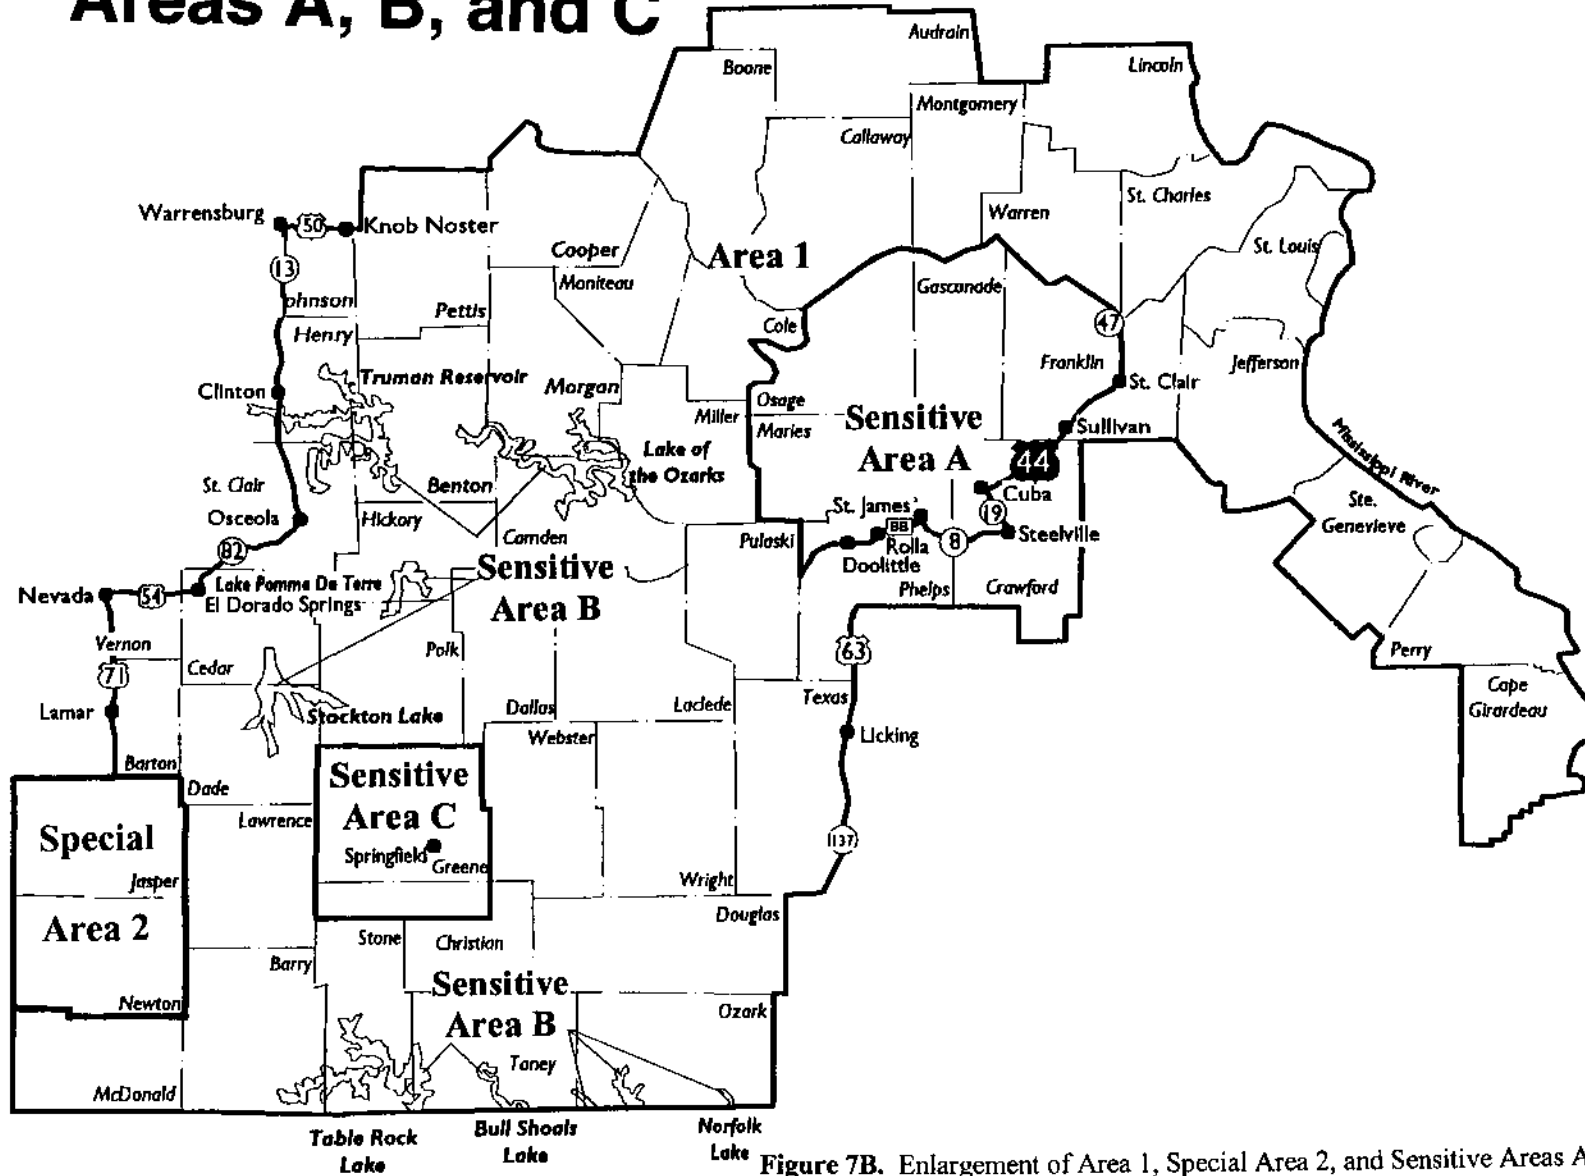 Areas A, B, and C
Audrain
Boone
Lincoln
Montgomery
Callaway
St. Charles
Warren
Warrensburg
50
Knob Noster
Cooper
Area 1
St. Louis
13
Moniteau
Gasconade
Johnson
Pettis
Henry
Cole
47
Franklin
Jefferson
Truman Reservoir
Morgan
Clinton
St. Clair
Osage
Miller
Maries
Sensitive
Area A
Sullivan
Mississippi River
Lake of
the Ozarks
44
St. Clair
Benton
Cuba
Ste.
Genevieve
Osceola
Hickory
St. James
19
BB
Steelville
Camden
Pulaski
Rolla
8
Doolittle
82
Sensitive
Area B
Phelps
Crawford
Nevada
54
Lake Pomme De Terre
El Dorado Springs
Vernon
Polk
63
Perry
71
Cedar
Cape
Girardeau
Lamar
Stockton Lake
Dallas
Laclede
Texas
Webster
Licking
Barton
Sensitive
Area C
Dade
Lawrence
Special
Area 2
Springfield
Greene
1137
Jasper
Wright
Douglas
Stone
Christian
Barry
Sensitive
Area B
Newton
Ozark
Taney
McDonald
Table Rock
Lake
Bull Shoals
Lake
Norfolk
Lake
Figure 7B. Enlargement of Area 1, Special Area 2, and Sensitive Areas A